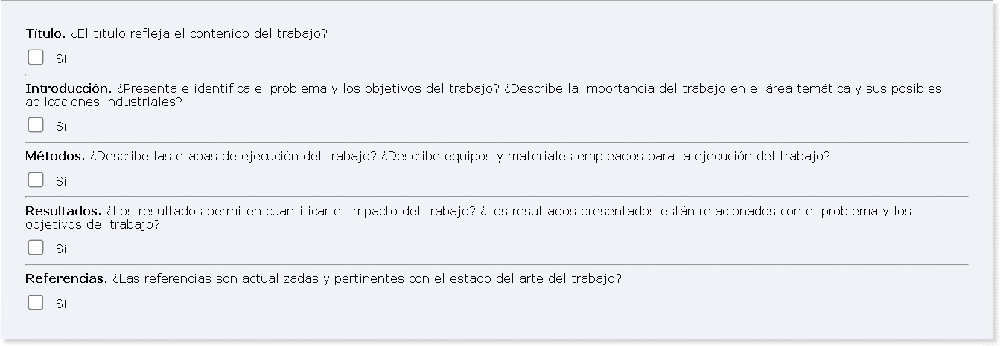 Título. ¿El título refleja el contenido del trabajo?
Sí
Introducción. ¿Presenta e identifica el problema y los objetivos del trabajo? ¿Describe la importancia del trabajo en el área temática y sus posibles
aplicaciones industriales?
Sí
Métodos. ¿Describe las etapas de ejecución del trabajo? ¿Describe equipos y materiales empleados para la ejecución del trabajo?
Sí
Resultados. ¿Los resultados permiten cuantificar el impacto del trabajo? ¿Los resultados presentados están relacionados con el problema y los
objetivos del trabajo?
Sí
Referencias. ¿Las referencias son actualizadas y pertinentes con el estado del arte del trabajo?
Sí